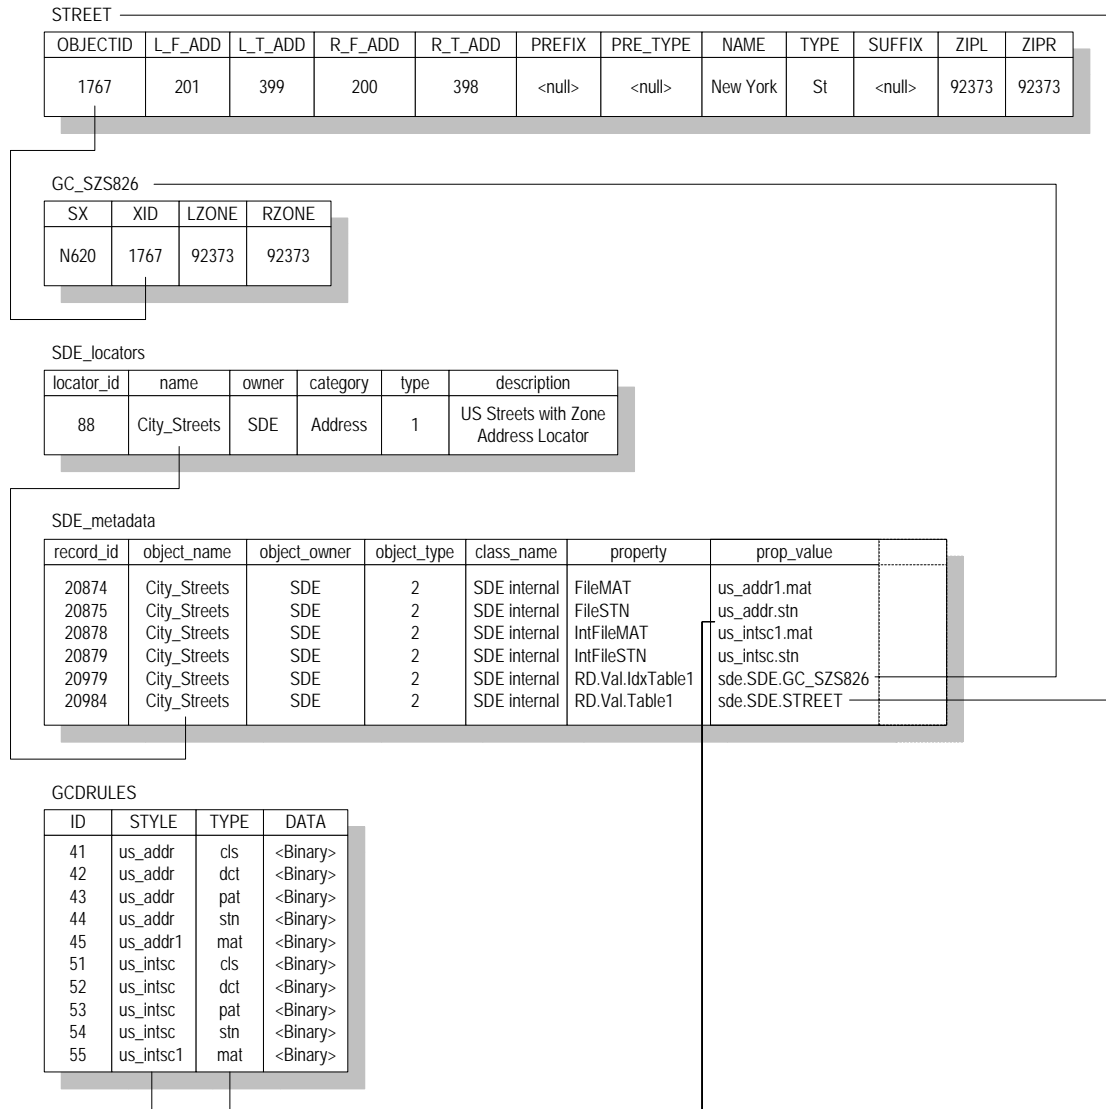 STREET
OBJECTID L_F_ADD L_T_ADD R_F_ADD R_T_ADD PREFIX PRE_TYPE NAME TYPE SUFFIX ZIPL ZIPR
1767 201 399 200 398 <null> <null> New York St <null> 92373 92373
GC_SZS826
SX XID LZONE RZONE
N620 1767 92373 92373
SDE_locators
locator_id name owner category type description
88 City_Streets SDE Address 1 US Streets with Zone
Address Locator
SDE_metadata
record_id object_name object_owner object_type class_name property prop_value
20874 City_Streets SDE 2 SDE internal FileMAT us_addr1.mat
20875 City_Streets SDE 2 SDE internal FileSTN us_addr.stn
20878 City_Streets SDE 2 SDE internal IntFileMAT us_intsc1.mat
20879 City_Streets SDE 2 SDE internal IntFileSTN us_intsc.stn
20979 City_Streets SDE 2 SDE internal RD.Val.IdxTable1 sde.SDE.GC_SZS826
20984 City_Streets SDE 2 SDE internal RD.Val.Table1 sde.SDE.STREET
GCDRULES
ID STYLE TYPE DATA
41 us_addr cls <Binary>
42 us_addr dct <Binary>
43 us_addr pat <Binary>
44 us_addr stn <Binary>
45 us_addr1 mat <Binary>
51 us_intsc cls <Binary>
52 us_intsc dct <Binary>
53 us_intsc pat <Binary>
54 us_intsc stn <Binary>
55 us_intsc1 mat <Binary>